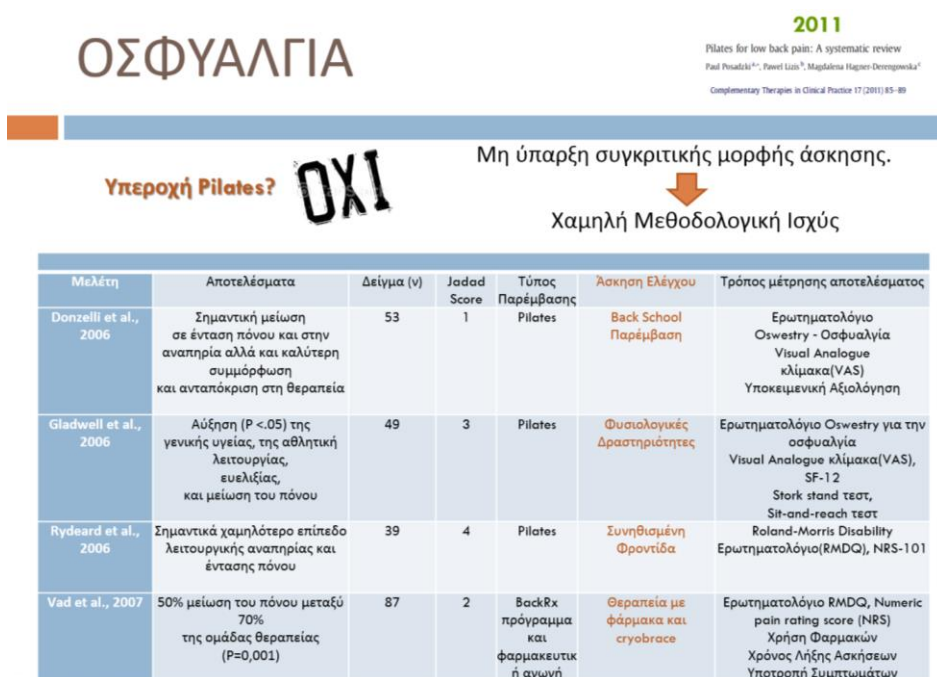 ΟΣΦΥΑΛΓΙΑ
2011
Pilates for low back pain: A systematic review
Paul Posadzki a,*, Pawel Lizis b, Magdalena Hagner-Derengowska c
Complementary Therapies in Clinical Practice 17 (2011) 85–89
Υπεροχή Pilates?
ΟΧΙ
Μη ύπαρξη συγκριτικής μορφής άσκησης.
Χαμηλή Μεθοδολογική Ισχύς
Μελέτη Αποτελέσματα Δείγμα (ν) Jadad Score Τύπος Παρέμβασης Άσκηση Ελέγχου Τρόπος μέτρησης αποτελέσματος
Donzelli et al., 2006
Σημαντική μείωση
σε ένταση πόνου και στην
αναπηρία αλλά και καλύτερη
συμμόρφωση
και ανταπόκριση στη θεραπεία
53
1
Pilates
Back School
Παρέμβαση
Ερωτηματολόγιο
Oswestry - Οσφυαλγία
Visual Analogue
κλίμακα(VAS)
Υποκειμενική Αξιολόγηση
Gladwell et al.,
2006
Αύξηση (P <.05) της
γενικής υγείας, της αθλητική
λειτουργίας,
ευελιξίας,
και μείωση του πόνου
49
3
Pilates
Φυσιολογικές
Δραστηριότητες
Ερωτηματολόγιο Oswestry για την
οσφυαλγία
Visual Analogue κλίμακα(VAS),
SF-12
Stork stand τεστ,
Sit-and-reach τεστ
Rydeard et al.,
2006
Σημαντικά χαμηλότερο επίπεδο
λειτουργικής αναπηρίας και
έντασης πόνου
39
4
Pilates
Συνηθισμένη
Φροντίδα
Roland-Morris Disability
Ερωτηματολόγιο(RMDQ), NRS-101
Vad et al., 2007
50% μείωση του πόνου μεταξύ
70%
της ομάδας θεραπείας
(P=0,001)
87
2
BackRx
πρόγραμμα
και
φαρμακευτικ
ή αγωγή
Θεραπεία με
φάρμακα και
cryobrace
Ερωτηματολόγιο RMDQ, Numeric
pain rating score (NRS)
Χρήση Φαρμακών
Χρόνος Λήξης Ασκήσεων
Υποτροπή Συμπτωμάτων